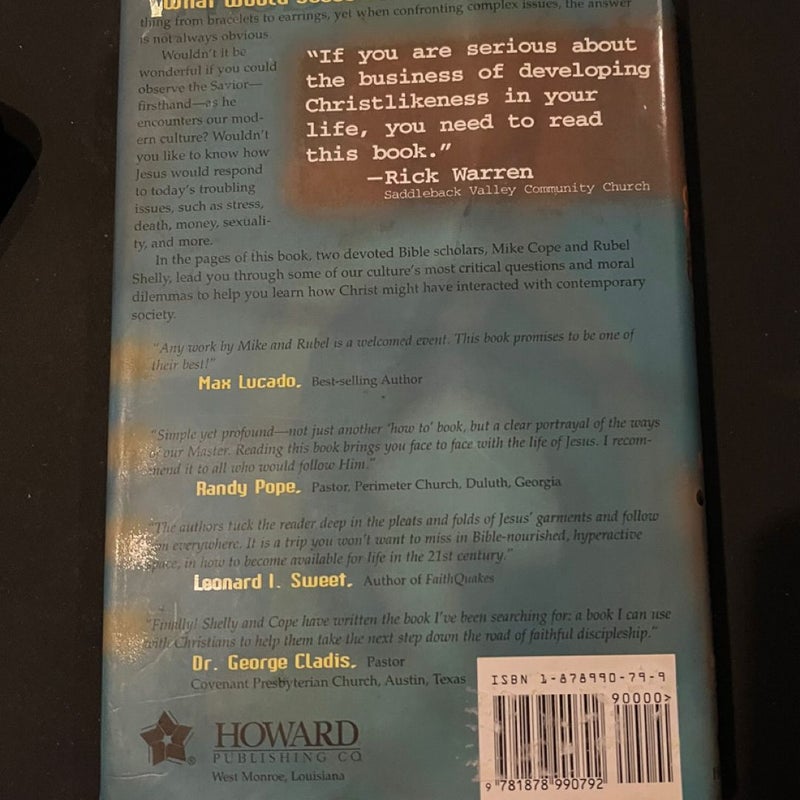 What would
thing from bracelets to earrings, yet when confronting complex issues, the answer
is not always obvious
Wouldn't it be
wonderful if you could
observe the Savior—
firsthand—as he
encounters our mod-
ern culture? Wouldn't
you like to know how
Jesus would respond
to today's troubling
issues, such as stress,
death, money, sexuali-
ty, and more.
"If you are serious about
the business of developing
Christlikeness in your
life, you need to read
this book."
—Rick Warren
Saddleback Valley Community Church
In the pages of this book, two devoted Bible scholars, Mike Cope and Rubel
Shelly, lead you through some of our culture's most critical questions and moral
dilemmas to help you learn how Christ might have interacted with contemporary
society.
"Any work by Mike and Rubel is a welcomed event. This book promises to be one of
their best!"
Max Lucado, Best-selling Author
"Simple yet profound—not just another 'how to' book, but a clear portrayal of the ways
of our Master. Reading this book brings you face to face with the life of Jesus. I recom-
mend it to all who would follow Him."
Randy Pope, Pastor, Perimeter Church, Duluth, Georgia
"The authors tuck the reader deep in the pleats and folds of Jesus' garments and follow
everywhere. It is a trip you won't want to miss in Bible-nourished, hyperactive
pace, in how to become available for life in the 21st century."
Leonard I. Sweet, Author of FaithQuakes
"Finally! Shelly and Cope have written the book I've been searching for: a book I can use
with Christians to help them take the next step down the road of faithful discipleship."
Dr. George Cladis, Pastor
Covenant Presbyterian Church, Austin, Texas
HOWARD
PUBLISHING CO
West Monroe, Louisiana
ISBN 1-878990-79-9
90000>
9 781878 990792